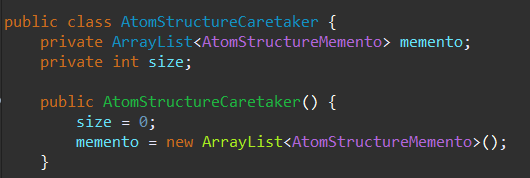 public class AtomStructureCaretaker {
private ArrayList<AtomStructureMemento> memento;
private int size;
public AtomStructureCaretaker() {
size = 0;
memento = new ArrayList<AtomStructureMemento>();
}